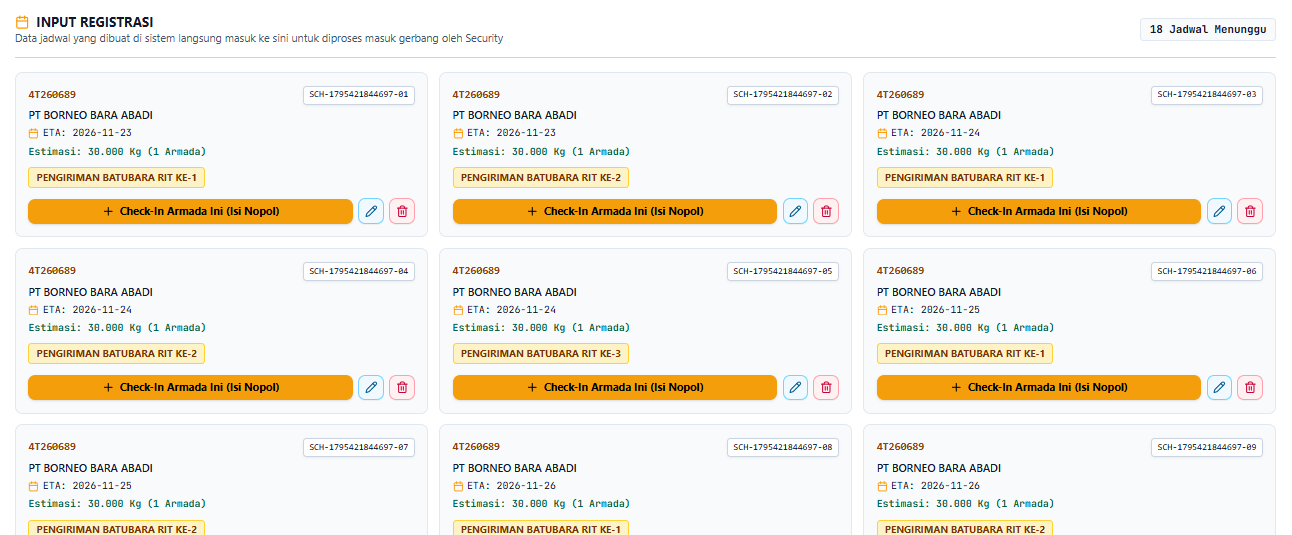 INPUT REGISTRASI
Data jadwal yang dibuat di sistem langsung masuk ke sini untuk diproses masuk gerbang oleh Security
18 Jadwal Menunggu
4T260689
SCH-1795421844697-01
PT BORNEO BARA ABADI
ETA: 2026-11-23
Estimasi: 30.000 Kg (1 Armada)
PENGIRIMAN BATUBARA RIT KE-1
+ Check-In Armada Ini (Isi Nopol)
4T260689
SCH-1795421844697-02
PT BORNEO BARA ABADI
ETA: 2026-11-23
Estimasi: 30.000 Kg (1 Armada)
PENGIRIMAN BATUBARA RIT KE-2
+ Check-In Armada Ini (Isi Nopol)
4T260689
SCH-1795421844697-03
PT BORNEO BARA ABADI
ETA: 2026-11-24
Estimasi: 30.000 Kg (1 Armada)
PENGIRIMAN BATUBARA RIT KE-1
+ Check-In Armada Ini (Isi Nopol)
4T260689
SCH-1795421844697-04
PT BORNEO BARA ABADI
ETA: 2026-11-24
Estimasi: 30.000 Kg (1 Armada)
PENGIRIMAN BATUBARA RIT KE-2
+ Check-In Armada Ini (Isi Nopol)
4T260689
SCH-1795421844697-05
PT BORNEO BARA ABADI
ETA: 2026-11-24
Estimasi: 30.000 Kg (1 Armada)
PENGIRIMAN BATUBARA RIT KE-3
+ Check-In Armada Ini (Isi Nopol)
4T260689
SCH-1795421844697-06
PT BORNEO BARA ABADI
ETA: 2026-11-25
Estimasi: 30.000 Kg (1 Armada)
PENGIRIMAN BATUBARA RIT KE-1
+ Check-In Armada Ini (Isi Nopol)
4T260689
SCH-1795421844697-07
PT BORNEO BARA ABADI
ETA: 2026-11-25
Estimasi: 30.000 Kg (1 Armada)
PENGIRIMAN BATUBARA RIT KE-2
4T260689
SCH-1795421844697-08
PT BORNEO BARA ABADI
ETA: 2026-11-26
Estimasi: 30.000 Kg (1 Armada)
PENGIRIMAN BATUBARA RIT KE-1
4T260689
SCH-1795421844697-09
PT BORNEO BARA ABADI
ETA: 2026-11-26
Estimasi: 30.000 Kg (1 Armada)
PENGIRIMAN BATUBARA RIT KE-2